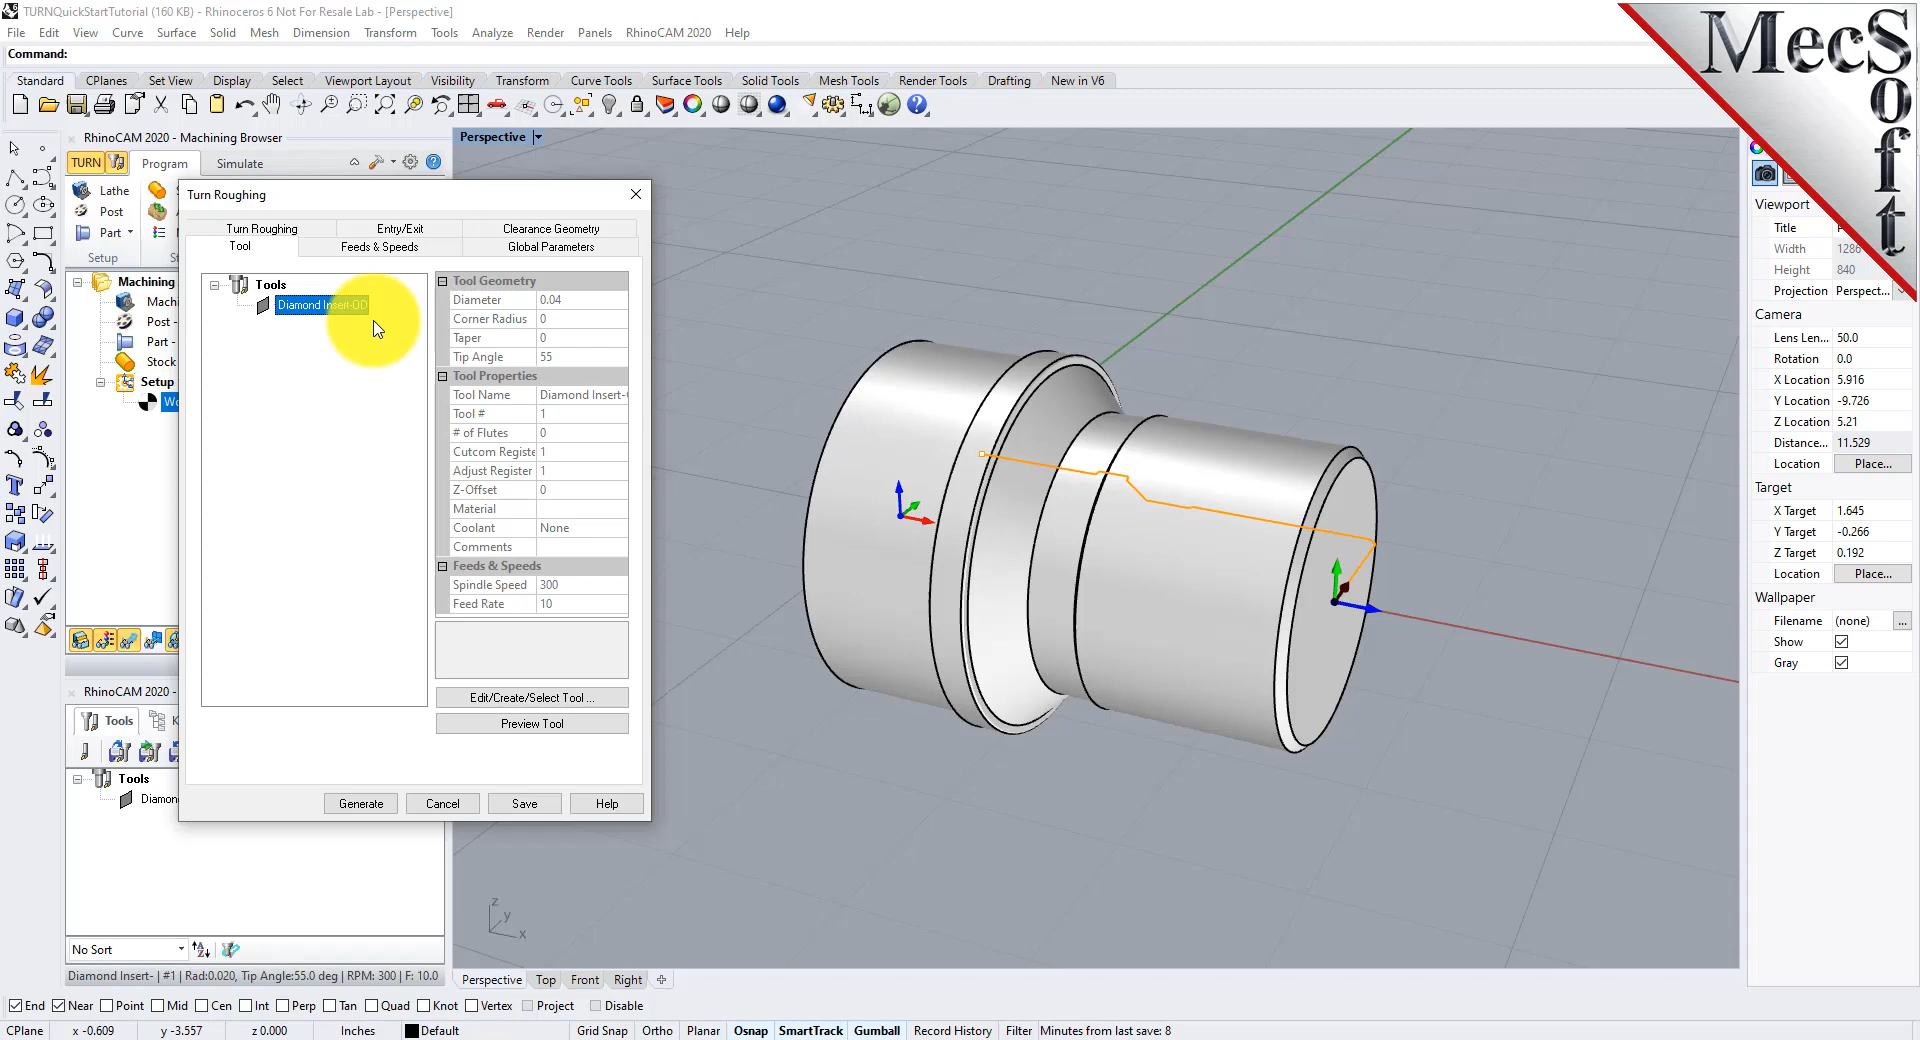 TURNQuickStartTutorial (160 KB) - Rhinoceros 6 Not For Resale Lab - [Perspective]
File Edit View Curve Surface Solid Mesh Dimension Transform Tools Analyze Render Panels RhinoCAM 2020 Help
Command:
Standard CPlanes Set View Display Select Viewport Layout Visibility Transform Curve Tools Surface Tools Solid Tools Mesh Tools Render Tools Drafting New in V6
MecSoft
RhinoCAM 2020 - Machining Browser
TURN Program Simulate
Lathe
Post
Part
Setup
Machining
Machi
Post -
Part -
Stock
Setup
Wo
Turn Roughing
Turn Roughing Entry/Exit Clearance Geometry
Tool Feeds & Speeds Global Parameters
Tools
Diamond Insert-OD
Tool Geometry
Diameter 0.04
Corner Radius 0
Taper 0
Tip Angle 55
Tool Properties
Tool Name Diamond Insert-
Tool # 1
# of Flutes 0
Cutcom Registe 1
Adjust Register 1
Z-Offset 0
Material
Coolant None
Comments
Feeds & Speeds
Spindle Speed 300
Feed Rate 10
Edit/Create/Select Tool ...
Preview Tool
Generate Cancel Save Help
RhinoCAM 2020 -
Tools K
Tools
Diamon
No Sort
Diamond Insert- | #1 | Rad:0.020, Tip Angle:55.0 deg | RPM: 300 | F: 10.0
Perspective
z
y
x
Perspective Top Front Right
Viewport
Title P
Width 1286
Height 840
Projection Perspect...
Camera
Lens Len... 50.0
Rotation 0.0
X Location 5.916
Y Location -9.726
Z Location 5.21
Distance... 11.529
Location Place...
Target
X Target 1.645
Y Target -0.266
Z Target 0.192
Location Place...
Wallpaper
Filename (none) ...
Show
Gray
End Near Point Mid Cen Int Perp Tan Quad Knot Vertex Project Disable
CPlane x -0.609 y -3.557 z 0.000 Inches Default Grid Snap Ortho Planar Osnap SmartTrack Gumball Record History Filter Minutes from last save: 8